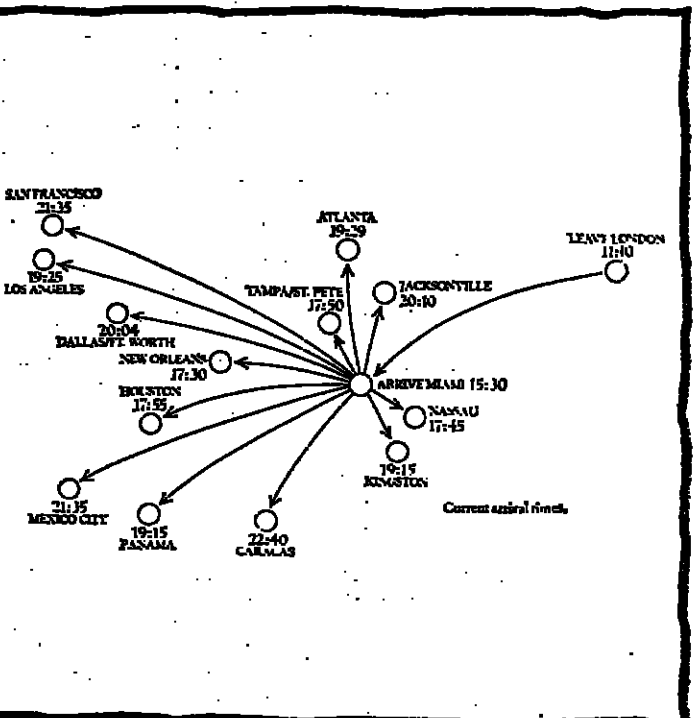 SAN FRANCISCO
21:35
19:25
LOS ANGELES
20:04
DALLAS/FT. WORTH
NEW ORLEANS
17:30
HOUSTON
17:55
21:35
MEXICO CITY
19:15
PANAMA
22:40
CARACAS
ATLANTA
19:29
TAMPA/ST. PETE
17:50
JACKSONVILLE
20:10
LEAVE LONDON
11:10
ARRIVE MIAMI 15:30
NASSAU
17:45
19:15
KINGSTON
Current arrival times.